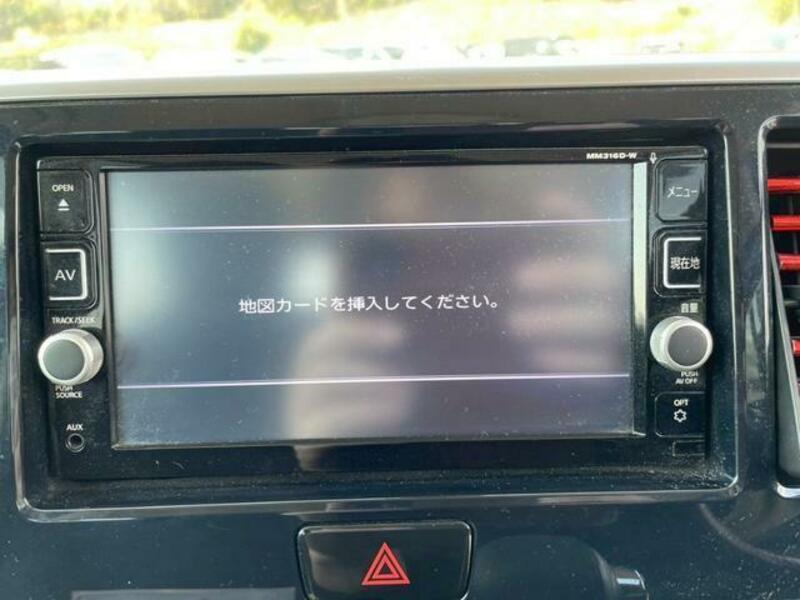 MM316D-W
OPEN
メニュー
AV
現在地
地図カードを挿入してください。
TRACK/SEEK
音量
PUSH
SOURCE
PUSH
AV OFF
AUX
OPT